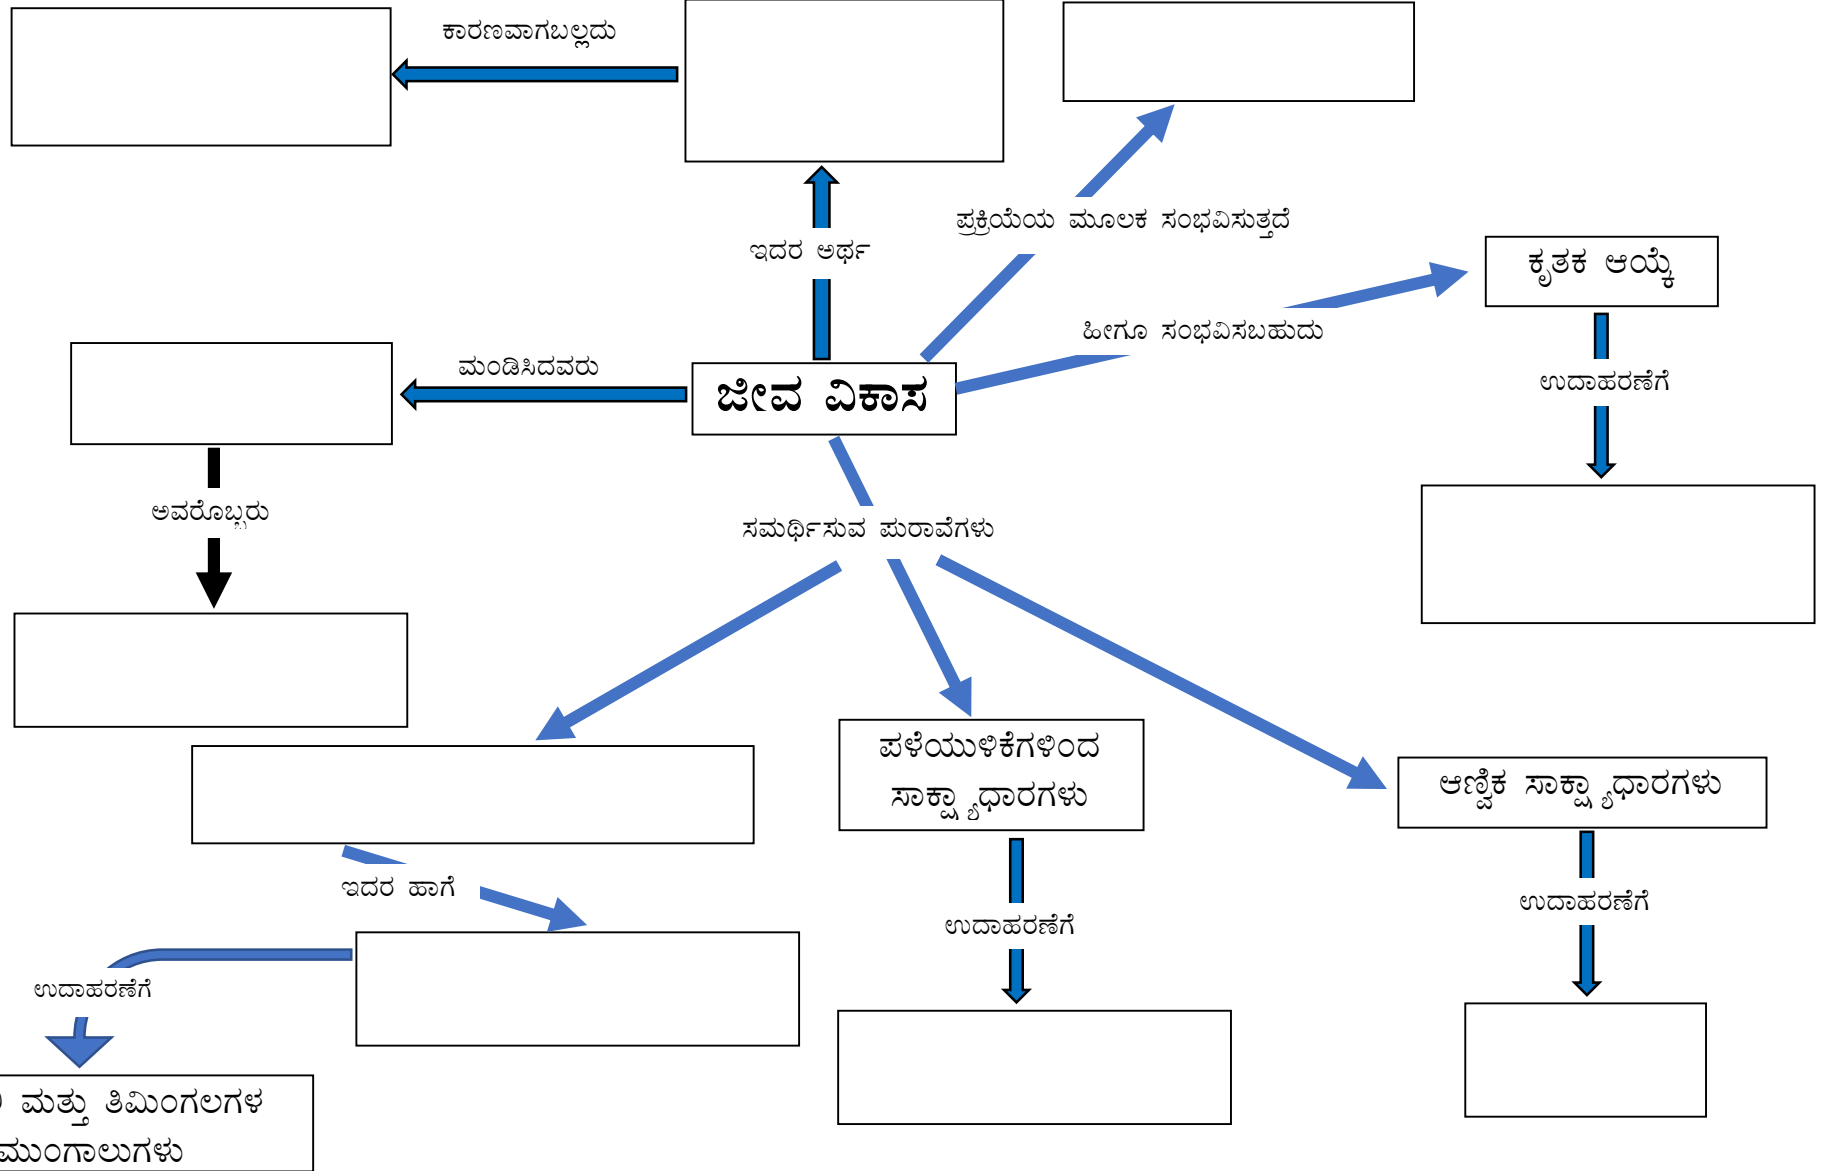 ಕಾರಣವಾಗಬಲ್ಲದು
ಪ್ರಕ್ರಿಯೆಯ ಮೂಲಕ ಸಂಭವಿಸುತ್ತದೆ
ಇದರ ಅರ್ಥ
ಕೃತಕ ಆಯ್ಕೆ
ಹೀಗೂ ಸಂಭವಿಸಬಹುದು
ಮಂಡಿಸಿದವರು
ಜೀವ ವಿಕಾಸ
ಉದಾಹರಣೆಗೆ
ಅವರೊಬ್ಬರು
ಸಮರ್ಥಿಸುವ ಪುರಾವೆಗಳು
ಪಳೆಯುಳಿಕೆಗಳಿಂದ
ಸಾಕ್ಷ್ಯಾಧಾರಗಳು
ಆಣ್ವಿಕ ಸಾಕ್ಷ್ಯಾಧಾರಗಳು
ಇದರ ಹಾಗೆ
ಉದಾಹರಣೆಗೆ
ಉದಾಹರಣೆಗೆ
ಉದಾಹರಣೆಗೆ
ಮತ್ತು ತಿಮಿಂಗಲಗಳ
ಮುಂಗಾಲುಗಳು